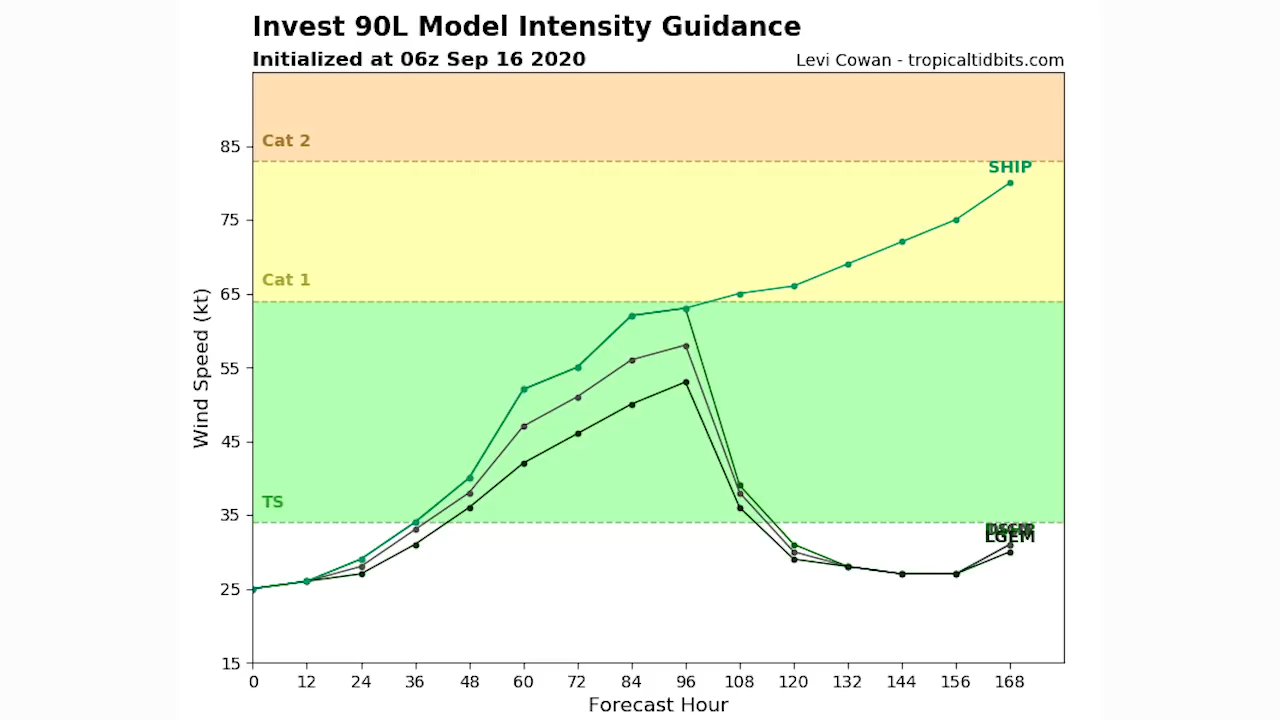 Invest 90L Model Intensity Guidance
Initialized at 06z Sep 16 2020
Levi Cowan - tropicaltidbits.com
Cat 2
85
SHIP
75
Cat 1
65
Wind Speed (kt)
55
45
TS
35
LGEM
25
15
0 12 24 36 48 60 72 84 96 108 120 132 144 156 168
Forecast Hour